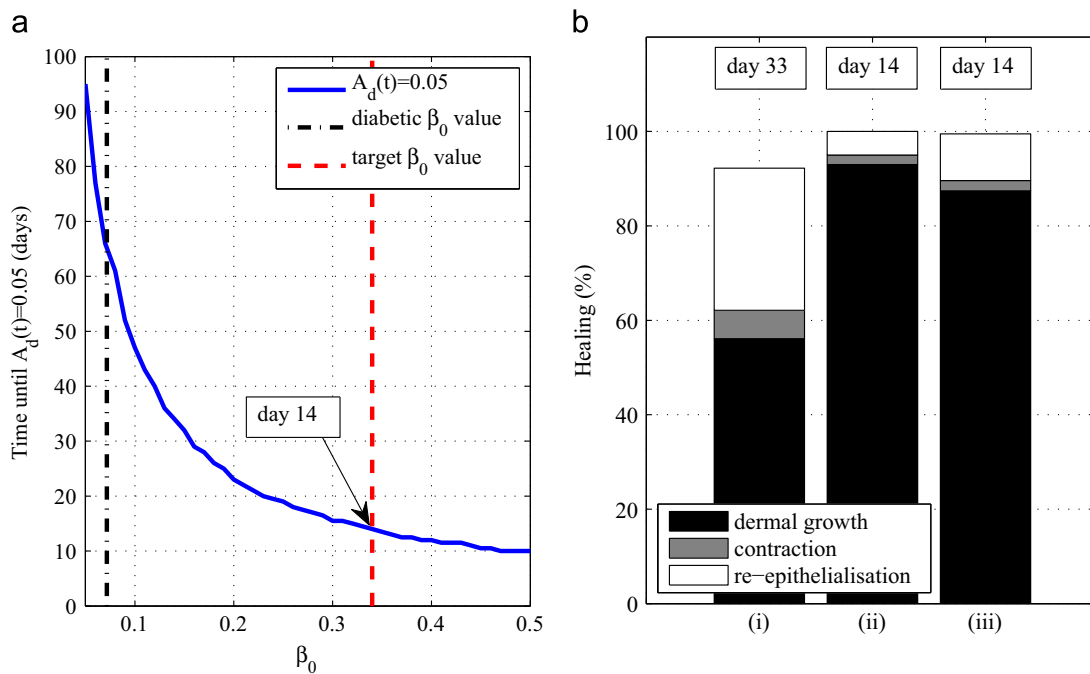 a
Time until A_d(t)=0.05 (days)
100
90
80
70
60
50
40
30
20
10
0
A_d(t)=0.05
diabetic β_0 value
target β_0 value
day 14
0.1 0.2 0.3 0.4 0.5
β_0
b
Healing (%)
100
80
60
40
20
0
day 33 day 14 day 14
dermal growth
contraction
re−epithelialisation
(i) (ii) (iii)